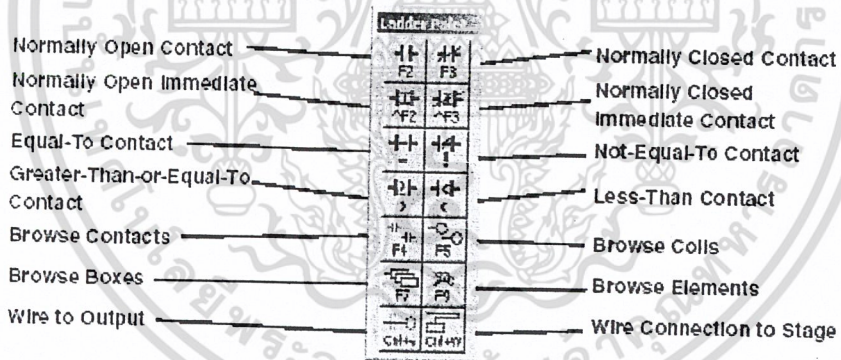 Ladder Pale
Normally Open Contact
F2 F3
Normally Closed Contact
Normally Open Immediate
Contact
^F2 ^F3
Normally Closed
Immediate Contact
Equal-To Contact
Not-Equal-To Contact
Greater-Than-or-Equal-To
Contact
Less-Than Contact
Browse Contacts
F4 F5
Browse Coils
Browse Boxes
F7
Browse Elements
Wire to Output
Wire Connection to Stage